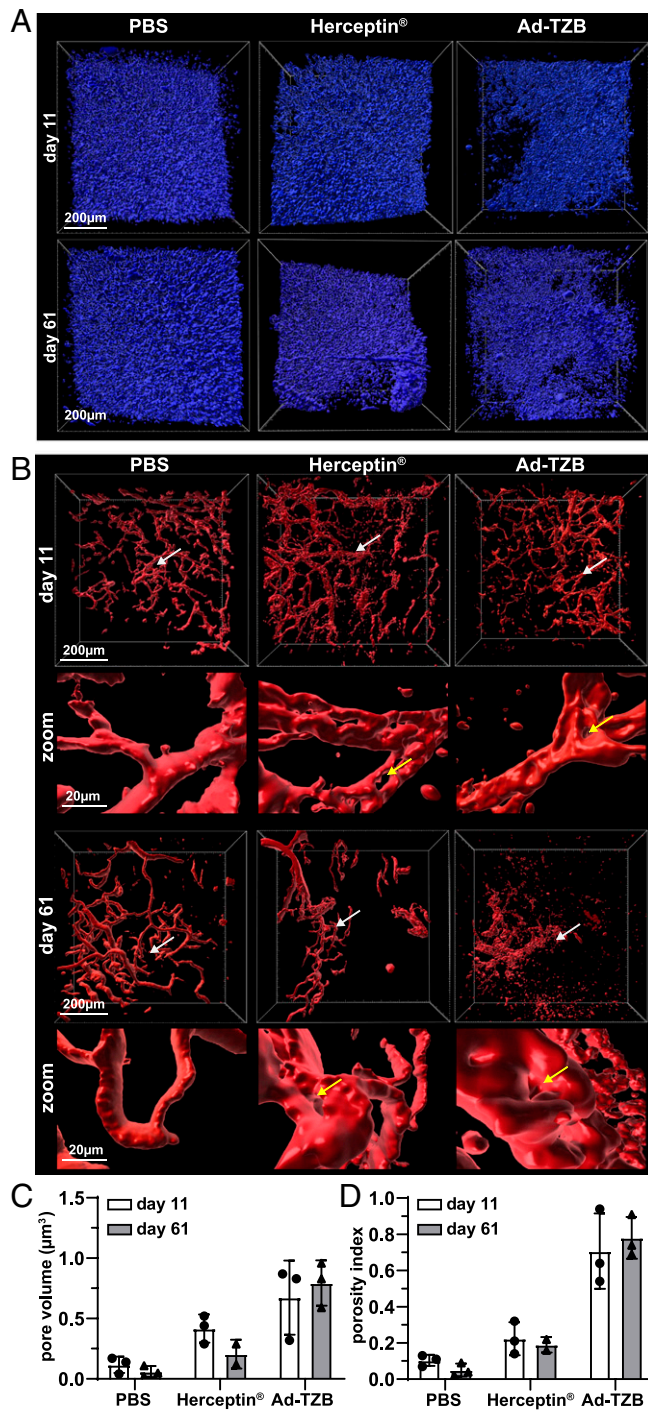 A
PBS
Herceptin®
Ad-TZB
day 11
200µm
day 61
200µm
B
PBS
Herceptin®
Ad-TZB
day 11
200µm
zoom
20µm
day 61
200µm
zoom
20µm
C
day 11
day 61
pore volume (µm³)
1.5
1.0
0.5
0.0
PBS
Herceptin®
Ad-TZB
D
day 11
day 61
porosity index
1.0
0.8
0.6
0.4
0.2
0.0
PBS
Herceptin®
Ad-TZB